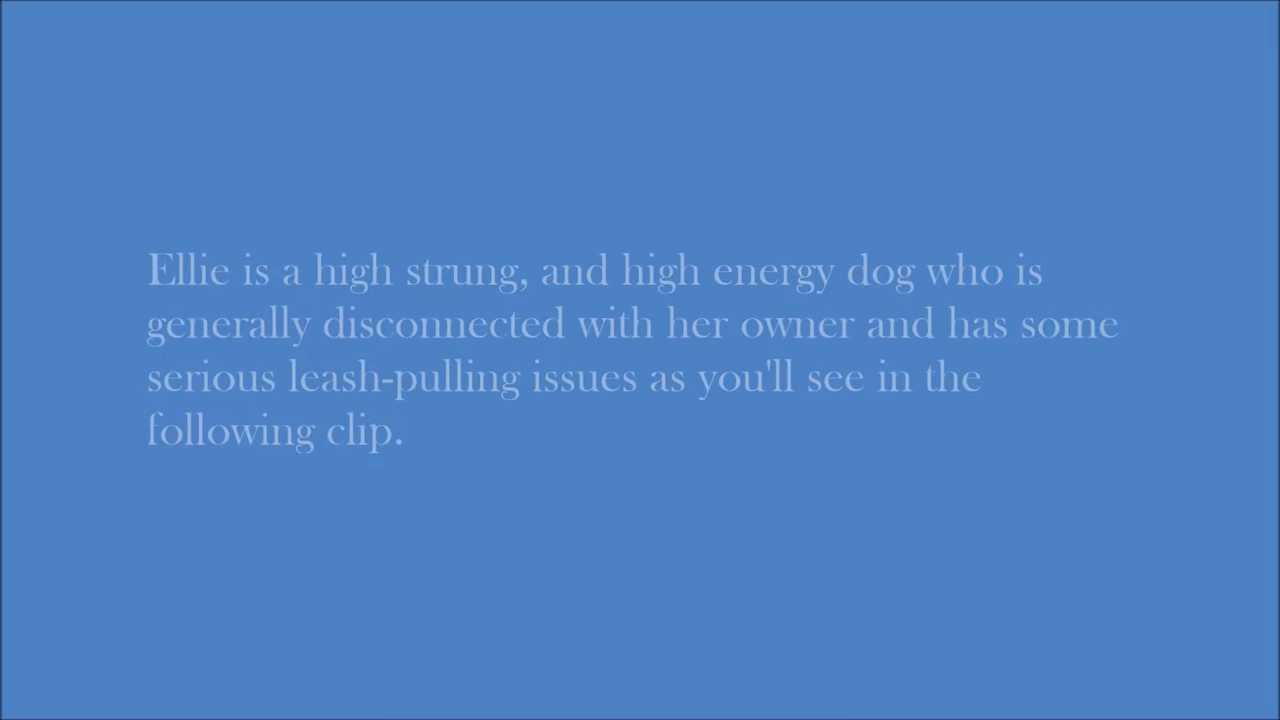 Ellie is a high strung, and high energy dog who is
generally disconnected with her owner and has some
serious leash-pulling issues as you'll see in the
following clip.